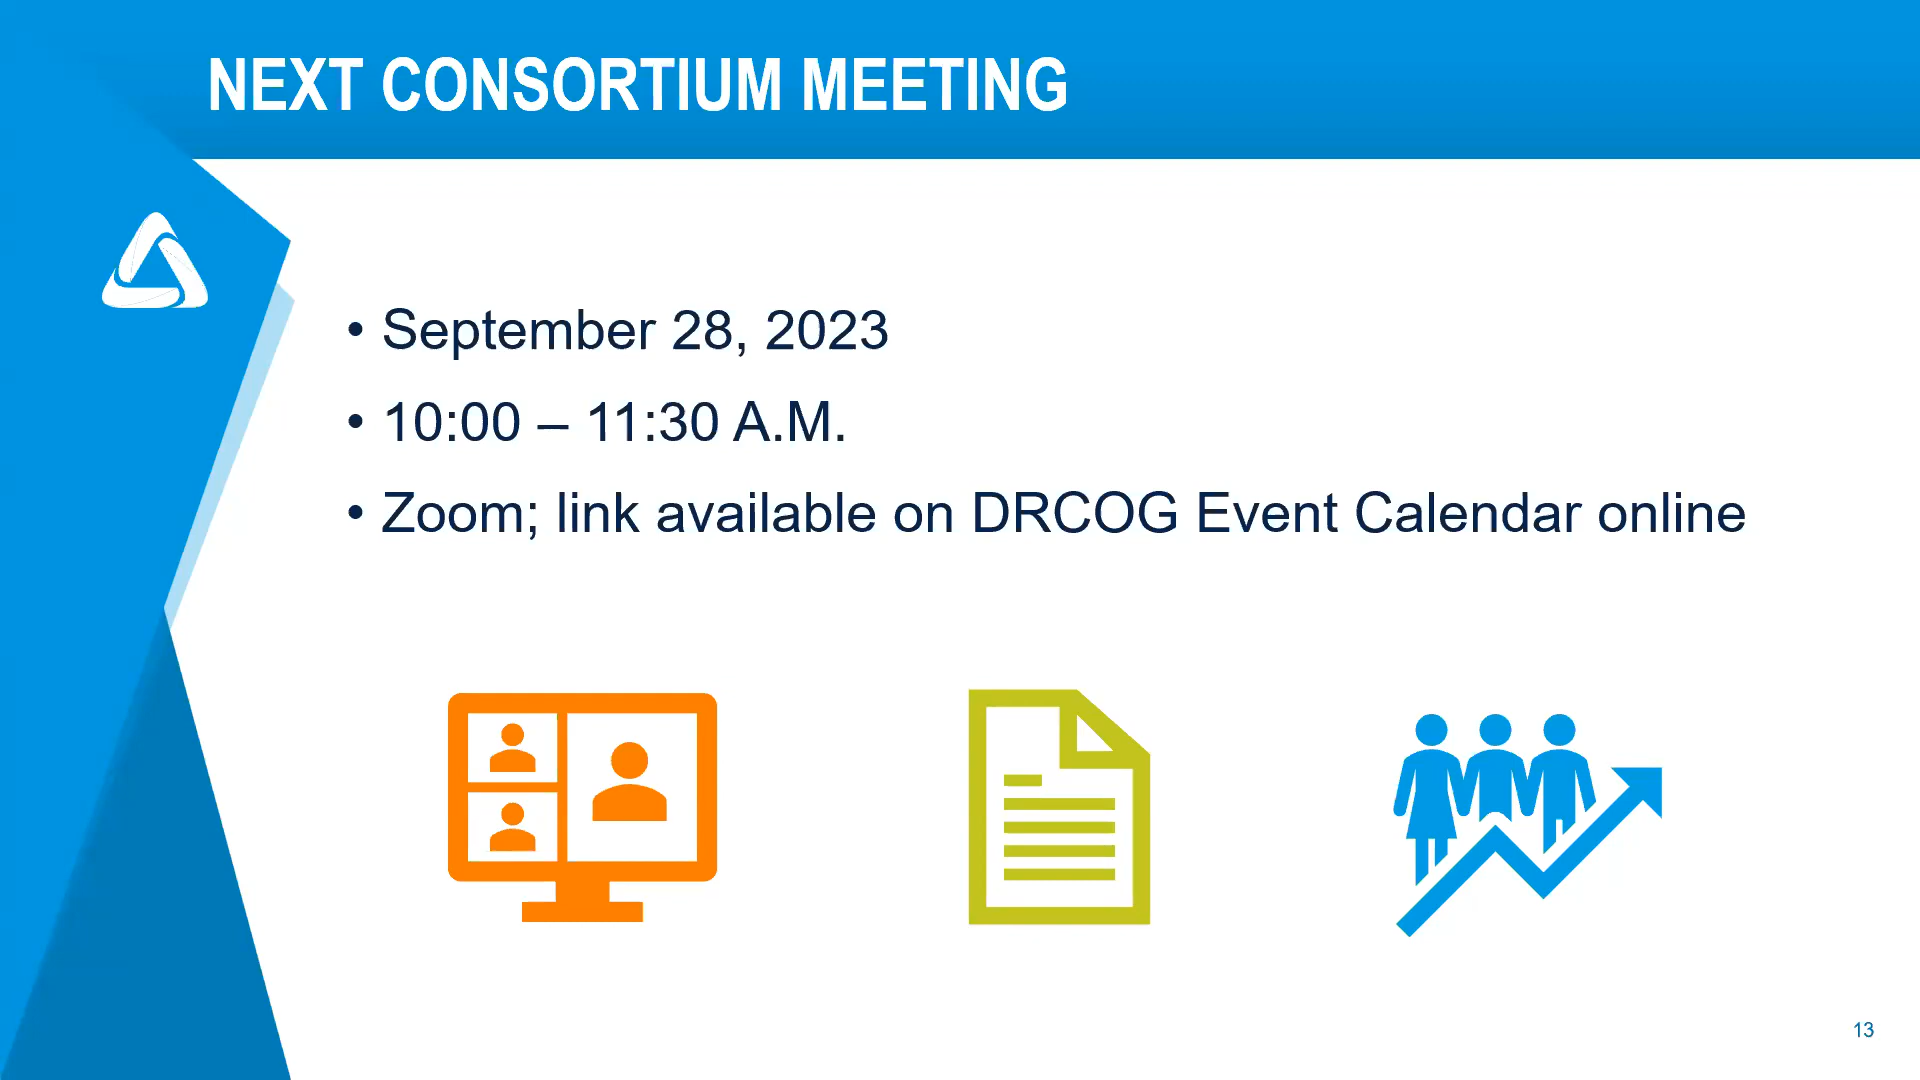 NEXT CONSORTIUM MEETING
• September 28, 2023
• 10:00 – 11:30 A.M.
• Zoom; link available on DRCOG Event Calendar online
13